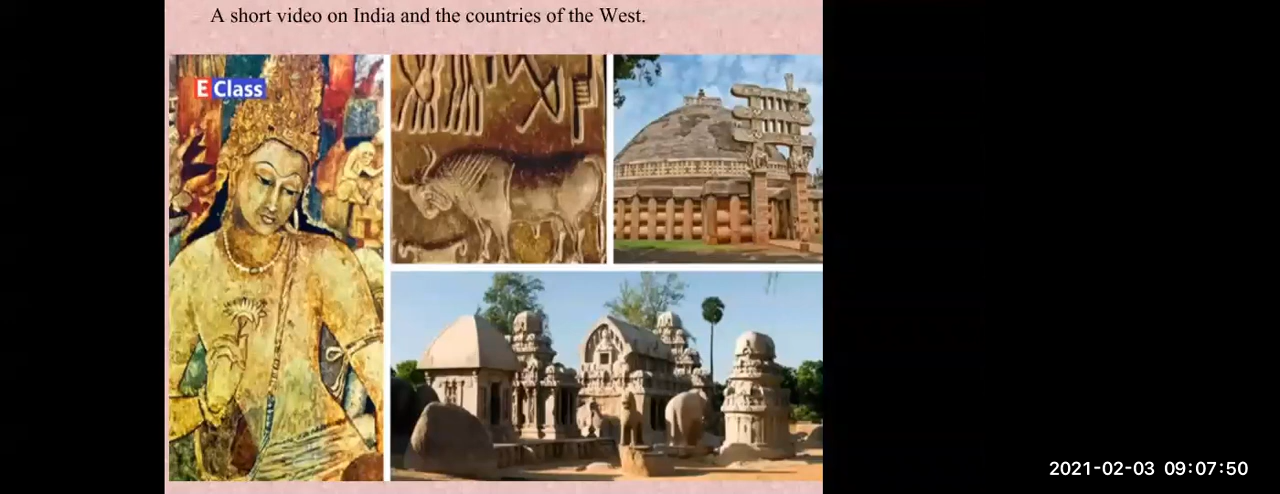 A short video on India and the countries of the West.
E Class
2021-02-03 09:07:50